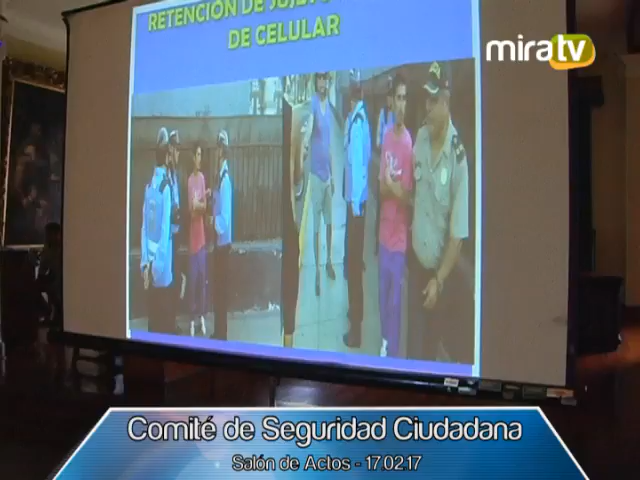 RETENCIÓN DE
DE CELULAR
miratv
Comité de Seguridad Ciudadana
Salón de Actos - 17.02.17